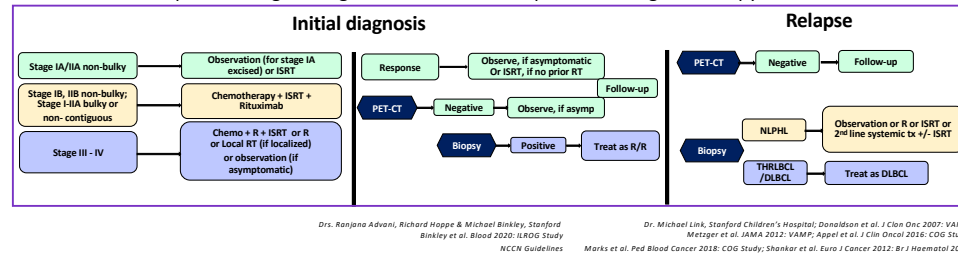 Initial diagnosis
Relapse
Stage IA/IIA non-bulky
Observation (for stage IA
excised) or ISRT
Stage IB, IIB non-bulky;
Stage I-IIA bulky or
non- contiguous
Chemotherapy + ISRT +
Rituximab
Stage III - IV
Chemo + R + ISRT or R
or Local RT (if localized)
or observation (if
asymptomatic)
Response
Observe, if asymptomatic
Or ISRT, if no prior RT
Follow-up
PET-CT
Negative
Observe, if asymp
Biopsy
Positive
Treat as R/R
PET-CT
Negative
Follow-up
Biopsy
NLPHL
Observation or R or ISRT or
2nd line systemic tx +/- ISRT
THRLBCL
/DLBCL
Treat as DLBCL
Drs. Ranjana Advani, Richard Hoppe & Michael Binkley, Stanford
Binkley et al. Blood 2020: ILROG Study
NCCN Guidelines
Dr. Michael Link, Stanford Children's Hospital; Donaldson et al. J Clon Onc 2007: VA
Metzger et al. JAMA 2012: VAMP; Appel et al. J Clin Oncol 2016: COG Stu
Marks et al. Ped Blood Cancer 2018: COG Study; Shankar et al. Euro J Cancer 2012: Br J Haematol 20